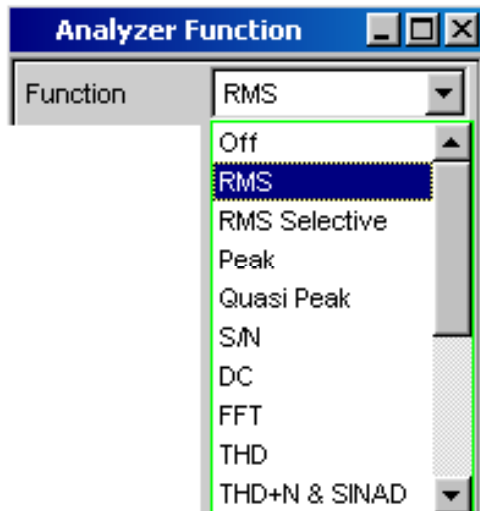 Analyzer Function
Function RMS
Off
RMS
RMS Selective
Peak
Quasi Peak
S/N
DC
FFT
THD
THD+N & SINAD